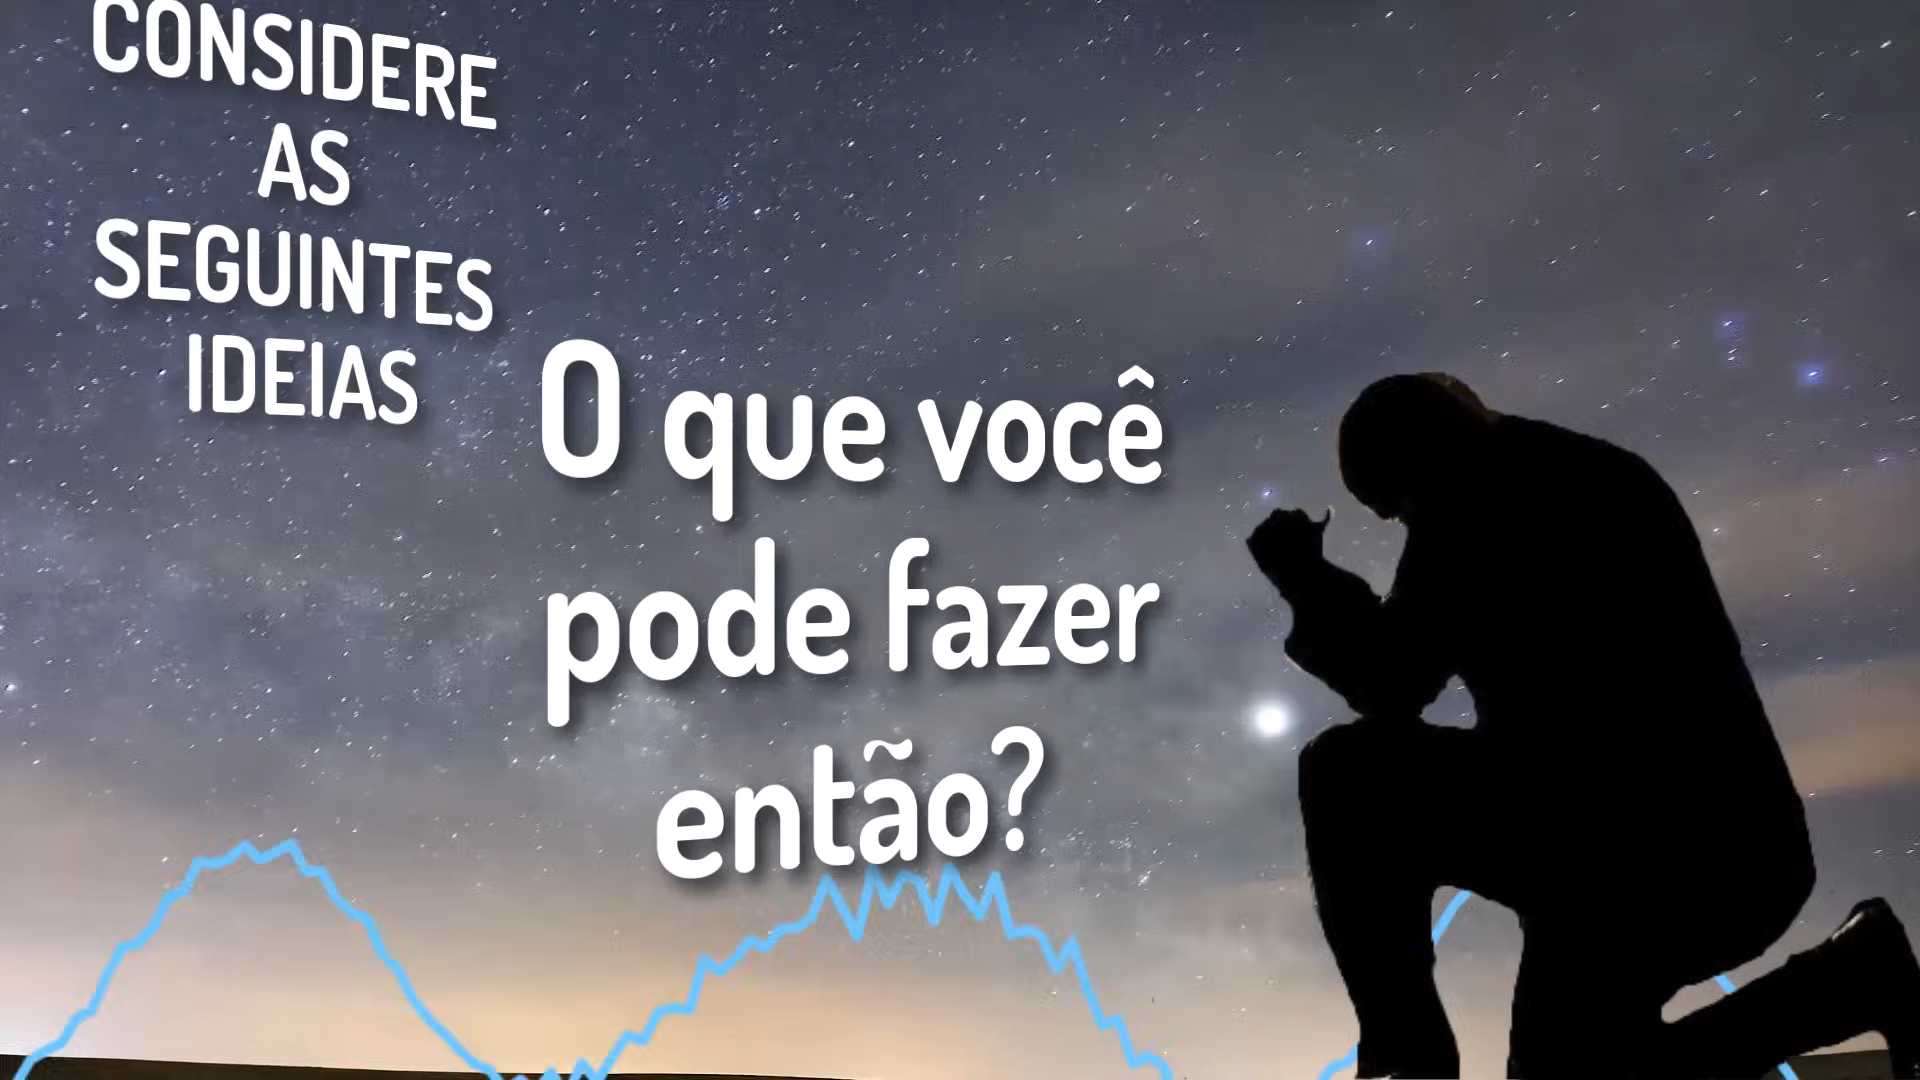 CONSIDERE
AS
SEGUINTES
IDEIAS
O que você
pode fazer
então?